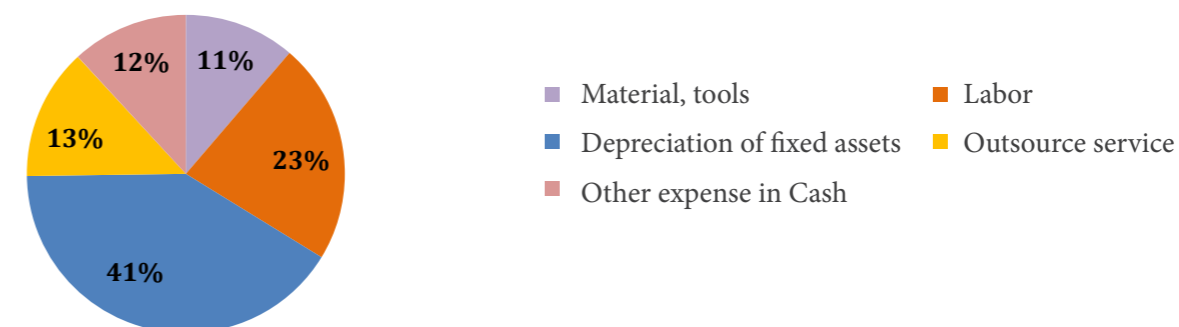 12% 11%
Material, tools Labor
13% Depreciation of fixed assets Outsource service
23%
Other expense in Cash
41%